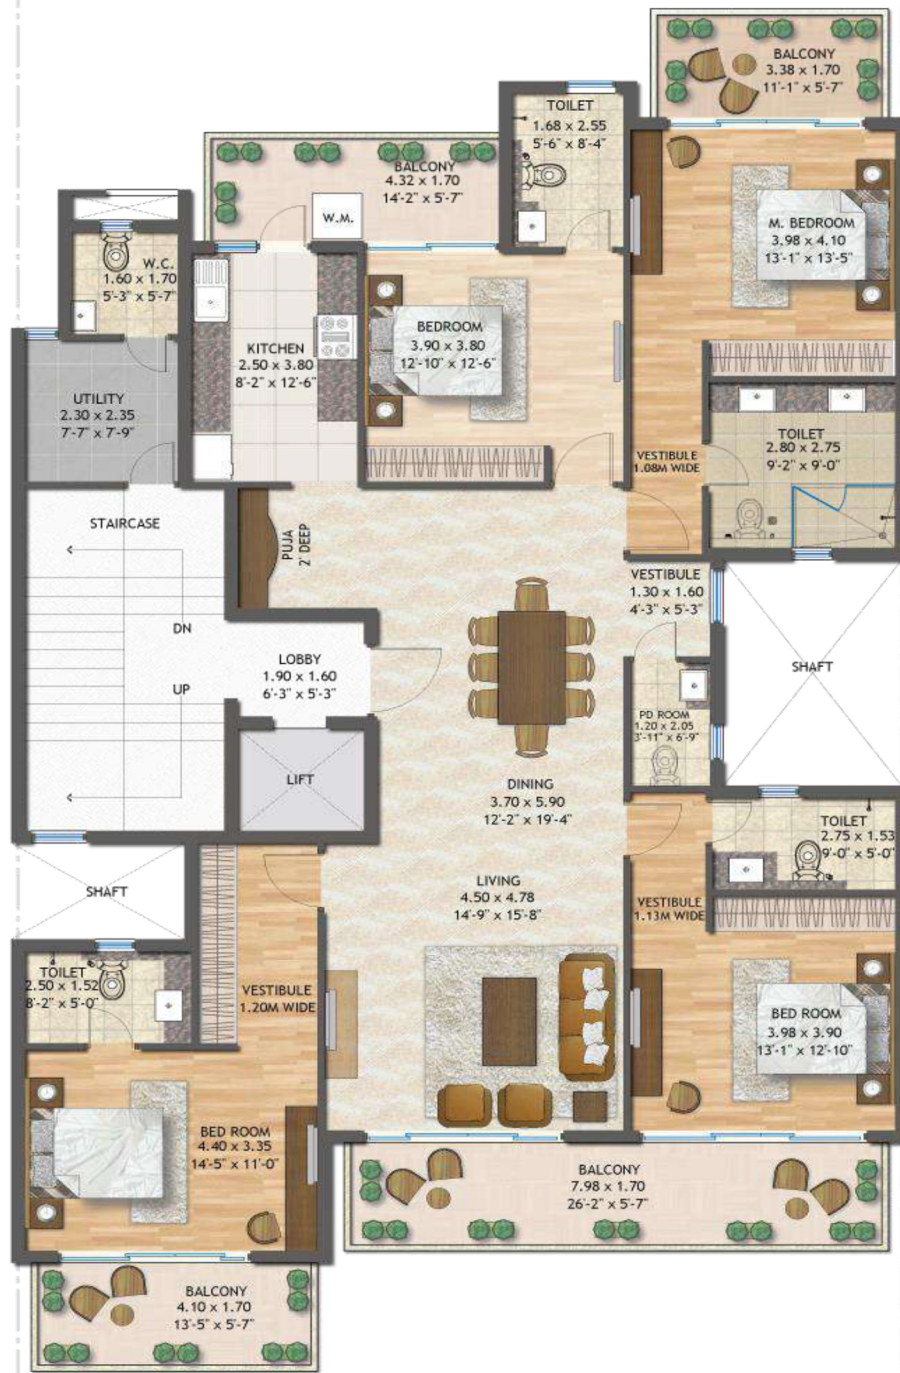 BALCONY
3.38 x 1.70
11'-1" x 5'-7"
TOILET
1.68 x 2.55
5'-6" x 8'-4"
BALCONY
4.32 x 1.70
14'-2" x 5'-7"
W.M.
M. BEDROOM
3.98 x 4.10
13'-1" x 13'-5"
W.C.
1.60 x 1.70
5'-3" x 5'-7"
BEDROOM
3.90 x 3.80
12'-10" x 12'-6"
KITCHEN
2.50 x 3.80
8'-2" x 12'-6"
UTILITY
2.30 x 2.35
7'-7" x 7'-9"
TOILET
2.80 x 2.75
9'-2" x 9'-0"
VESTIBULE
1.08M WIDE
STAIRCASE
PUJA
2' DEEP
VESTIBULE
1.30 x 1.60
4'-3" x 5'-3"
DN
LOBBY
1.90 x 1.60
6'-3" x 5'-3"
SHAFT
UP
PD ROOM
1.20 x 2.05
3'-11" x 6'-9"
LIFT
DINING
3.70 x 5.90
12'-2" x 19'-4"
TOILET
2.75 x 1.53
9'-0" x 5'-0"
SHAFT
LIVING
4.50 x 4.78
14'-9" x 15'-8"
VESTIBULE
1.13M WIDE
TOILET
2.50 x 1.52
8'-2" x 5'-0"
VESTIBULE
1.20M WIDE
BED ROOM
3.98 x 3.90
13'-1" x 12'-10"
BED ROOM
4.40 x 3.35
14'-5" x 11'-0"
BALCONY
7.98 x 1.70
26'-2" x 5'-7"
BALCONY
4.10 x 1.70
13'-5" x 5'-7"